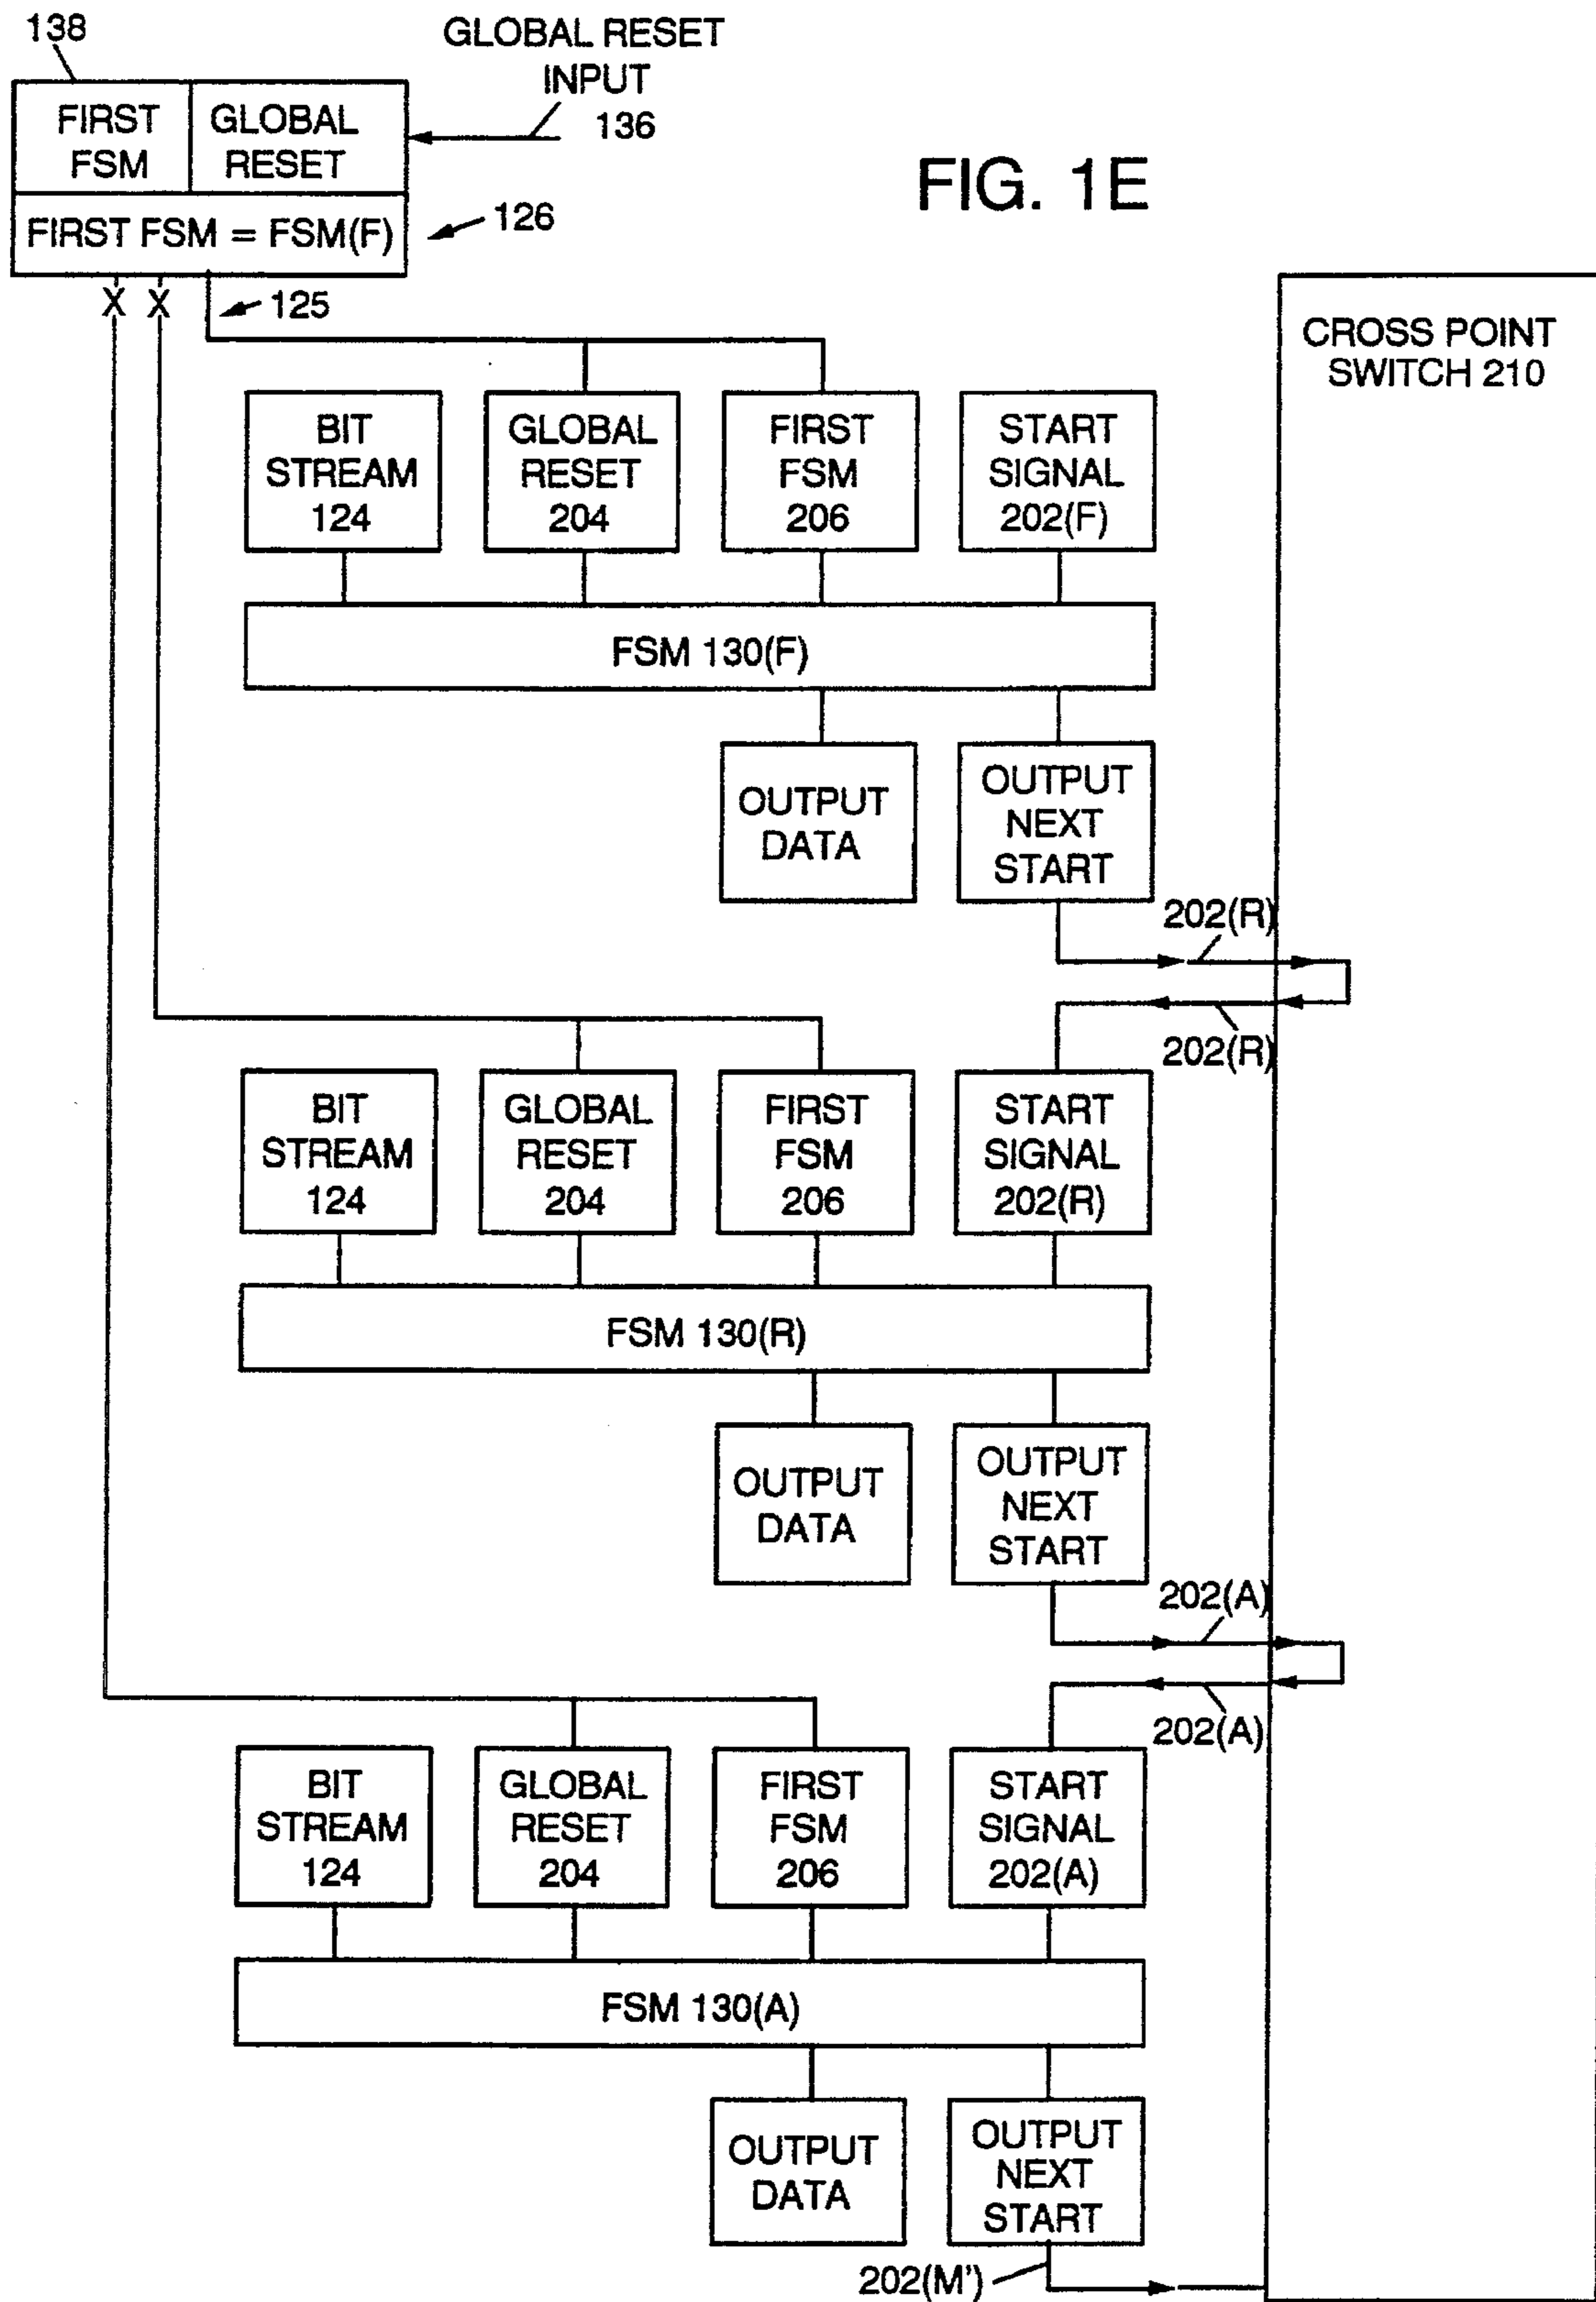 138
GLOBAL RESET
INPUT
136
FIRST
FSM
GLOBAL
RESET
FIRST FSM = FSM(F)
126
FIG. 1E
X X
125
CROSS POINT
SWITCH 210
BIT
STREAM
124
GLOBAL
RESET
204
FIRST
FSM
206
START
SIGNAL
202(F)
FSM 130(F)
OUTPUT
DATA
OUTPUT
NEXT
START
202(R)
202(R)
BIT
STREAM
124
GLOBAL
RESET
204
FIRST
FSM
206
START
SIGNAL
202(R)
FSM 130(R)
OUTPUT
DATA
OUTPUT
NEXT
START
202(A)
202(A)
BIT
STREAM
124
GLOBAL
RESET
204
FIRST
FSM
206
START
SIGNAL
202(A)
FSM 130(A)
OUTPUT
DATA
OUTPUT
NEXT
START
202(M')